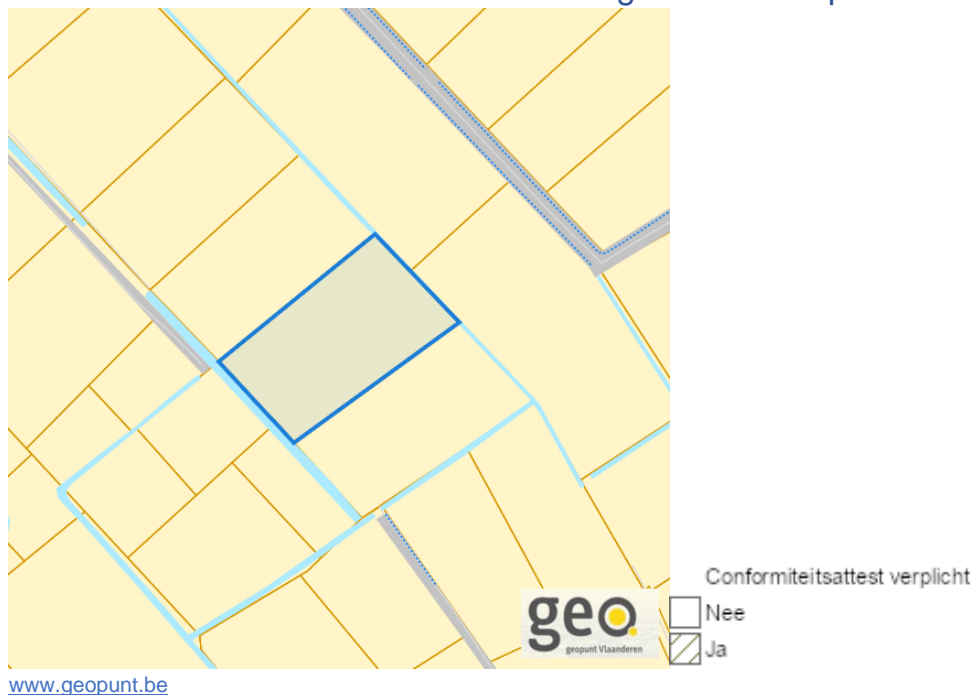 geo.
geopunt Vlaanderen
Conformiteitsattest verplicht
Nee
Ja
www.geopunt.be